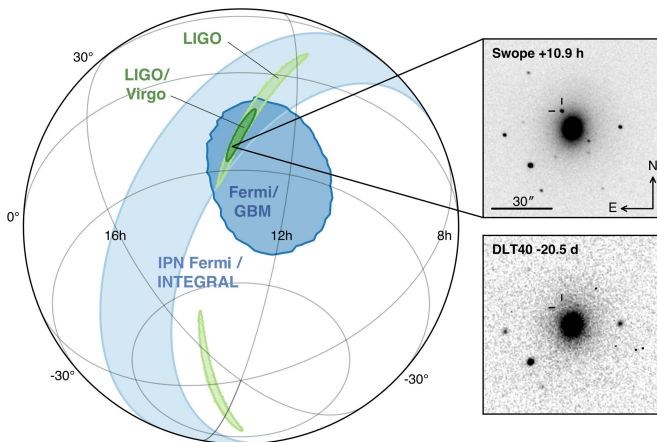 LIGO
30°
LIGO/
Virgo
Fermi/
GBM
0°
16h
12h
8h
IPN Fermi /
INTEGRAL
-30°
-30°
Swope +10.9 h
N
30"
E
DLT40 -20.5 d